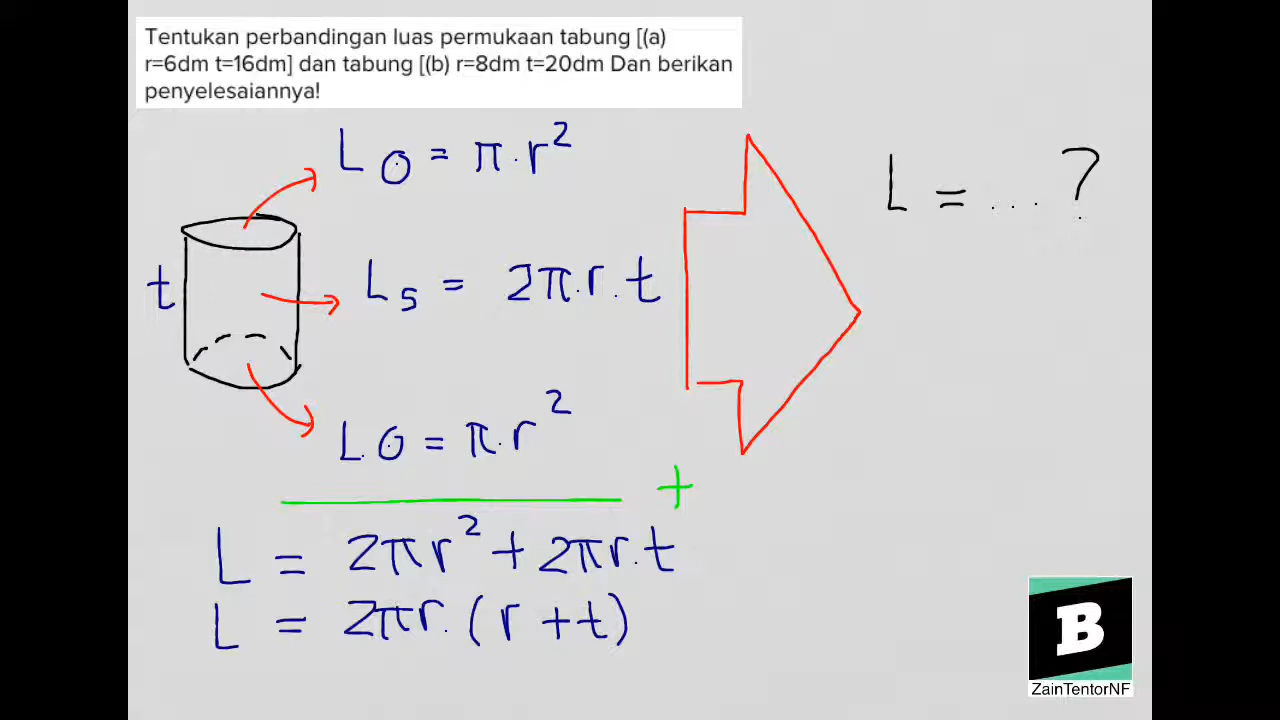 Tentukan perbandingan luas permukaan tabung [(a)
r=6dm t=16dm] dan tabung [(b) r=8dm t=20dm Dan berikan
penyelesaiannya!
L⊙ = π.r²
L = ... ?
t
Ls = 2π.r.t
L.⊙ = π.r²
+
L = 2πr² + 2πr.t
L = 2πr.(r+t)
B
ZainTentorNF